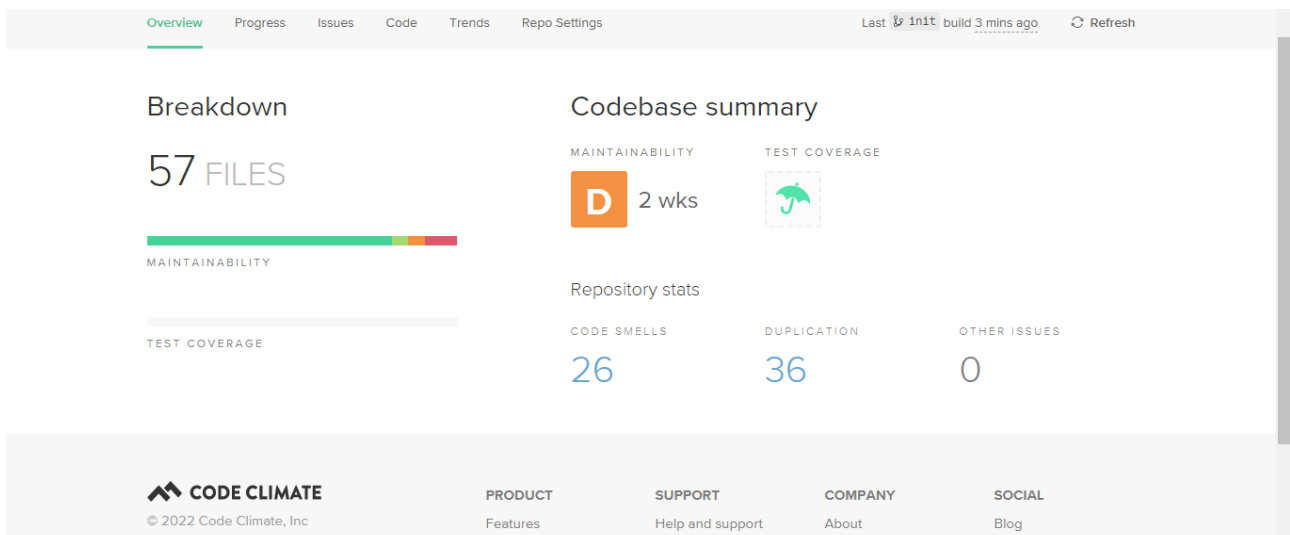 Overview Progress Issues Code Trends Repo Settings Last init build 3 mins ago Refresh
Breakdown
57 FILES
MAINTAINABILITY
TEST COVERAGE
Codebase summary
MAINTAINABILITY TEST COVERAGE
D 2 wks
Repository stats
CODE SMELLS DUPLICATION OTHER ISSUES
26 36 0
CODE CLIMATE
© 2022 Code Climate, Inc
PRODUCT SUPPORT COMPANY SOCIAL
Features Help and support About Blog